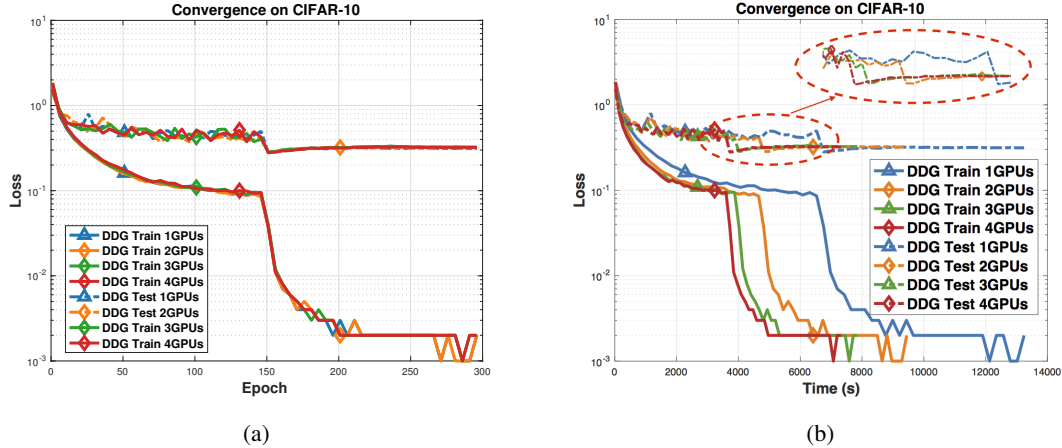 Convergence on CIFAR-10
10^1
10^0
10^-1
10^-2
10^-3
Loss
DDG Train 1GPUs
DDG Train 2GPUs
DDG Train 3GPUs
DDG Train 4GPUs
DDG Test 1GPUs
DDG Test 2GPUs
DDG Train 3GPUs
DDG Train 4GPUs
0 50 100 150 200 250 300
Epoch
(a)
Convergence on CIFAR-10
10^1
10^0
10^-1
10^-2
10^-3
Loss
DDG Train 1GPUs
DDG Train 2GPUs
DDG Train 3GPUs
DDG Train 4GPUs
DDG Test 1GPUs
DDG Test 2GPUs
DDG Test 3GPUs
DDG Test 4GPUs
0 2000 4000 6000 8000 10000 12000 14000
Time (s)
(b)